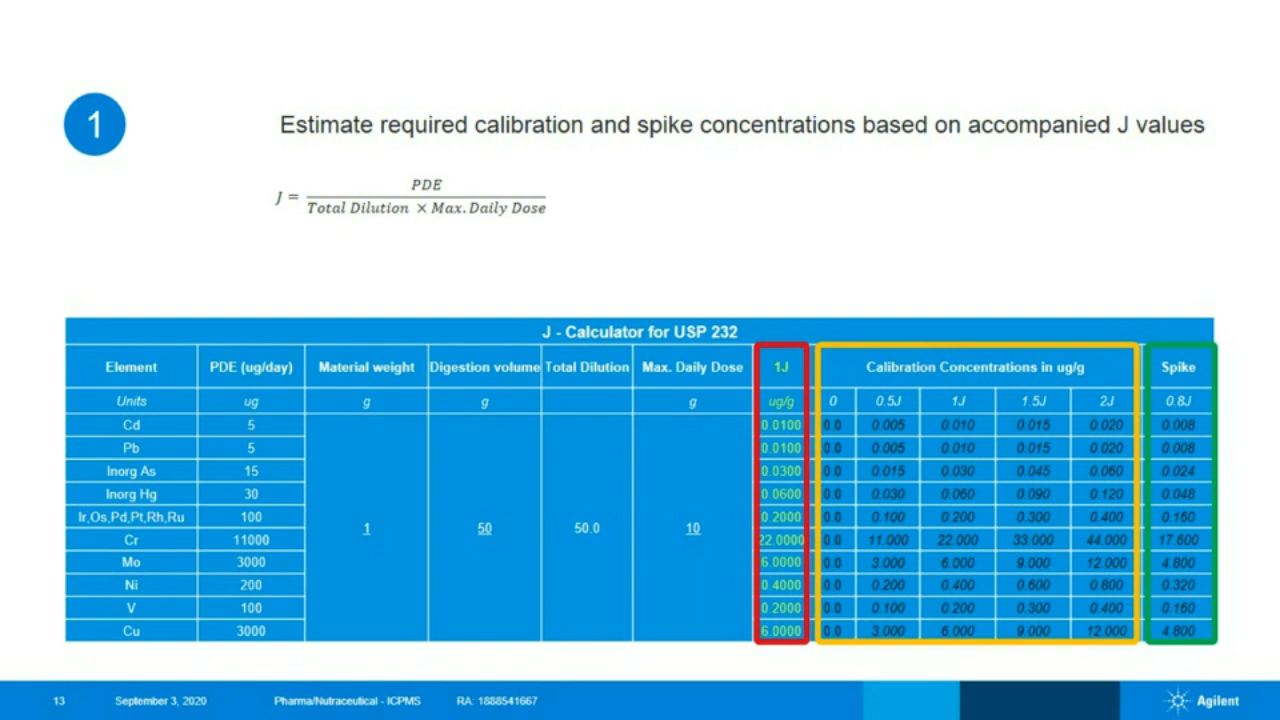 1
Estimate required calibration and spike concentrations based on accompanied J values
J = PDE
Total Dilution × Max. Daily Dose
J - Calculator for USP 232
Element PDE (ug/day) Material weight Digestion volume Total Dilution Max. Daily Dose 1J Calibration Concentrations in ug/g Spike
Units ug g g g ug/g 0 0.5J 1J 1.5J 2J 0.8J
Cd 5 0.0100 0.0 0.005 0.010 0.015 0.020 0.008
Pb 5 0.0100 0.0 0.005 0.010 0.015 0.020 0.008
Inorg As 15 0.0300 0.0 0.015 0.030 0.045 0.060 0.024
Inorg Hg 30 0.0600 0.0 0.030 0.060 0.090 0.120 0.048
Ir,Os,Pd,Pt,Rh,Ru 100 0.2000 0.0 0.100 0.200 0.300 0.400 0.160
Cr 11000 1 50 50.0 10 22.0000 0.0 11.000 22.000 33.000 44.000 17.600
Mo 3000 6.0000 0.0 3.000 6.000 9.000 12.000 4.800
Ni 200 0.4000 0.0 0.200 0.400 0.600 0.800 0.320
V 100 0.2000 0.0 0.100 0.200 0.300 0.400 0.160
Cu 3000 6.0000 0.0 3.000 6.000 9.000 12.000 4.800
13 September 3, 2020 Pharma/Nutraceutical - ICPMS RA: 1888541667 Agilent